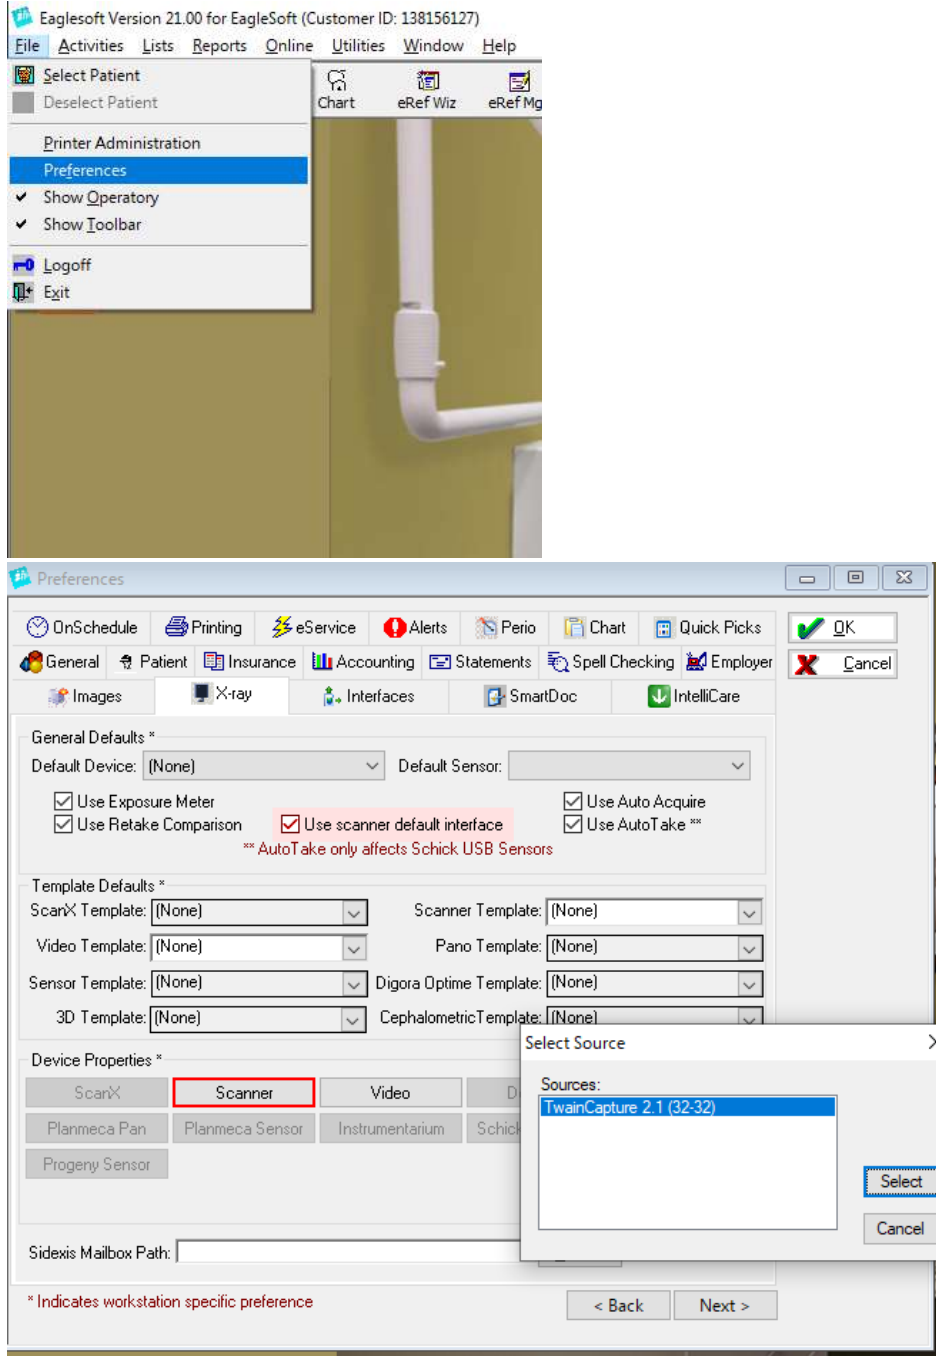 Eaglesoft Version 21.00 for EagleSoft (Customer ID: 138156127)
File Activities Lists Reports Online Utilities Window Help
Select Patient
Deselect Patient
Printer Administration
Preferences
Show Operatory
Show Toolbar
Logoff
Exit
Chart eRef Wiz eRef Mg
Preferences
OnSchedule Printing eService Alerts Perio Chart Quick Picks
General Patient Insurance Accounting Statements Spell Checking Employer
Images X-ray Interfaces SmartDoc IntelliCare
OK
Cancel
General Defaults *
Default Device: (None) Default Sensor:
Use Exposure Meter Use Auto Acquire
Use Retake Comparison Use scanner default interface Use AutoTake **
** AutoTake only affects Schick USB Sensors
Template Defaults *
ScanX Template: (None) Scanner Template: (None)
Video Template: (None) Pano Template: (None)
Sensor Template: (None) Digora Optime Template: (None)
3D Template: (None) CephalometricTemplate: (None)
Device Properties *
ScanX Scanner Video D
Planmeca Pan Planmeca Sensor Instrumentarium Schick
Progeny Sensor
Select Source
Sources:
TwainCapture 2.1 (32-32)
Select
Cancel
Sidexis Mailbox Path:
* Indicates workstation specific preference
< Back Next >